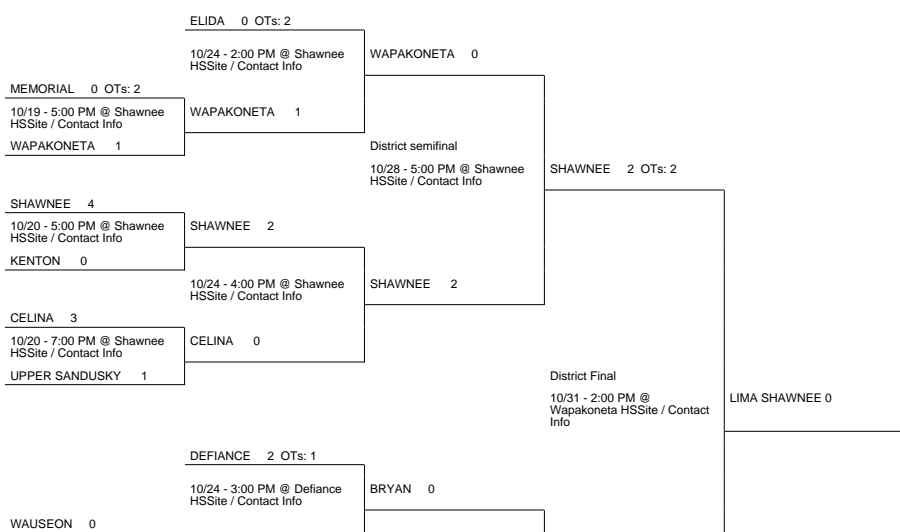 ELIDA 0 OTs: 2
10/24 - 2:00 PM @ Shawnee
HSSite / Contact Info
WAPAKONETA 0
MEMORIAL 0 OTs: 2
10/19 - 5:00 PM @ Shawnee
HSSite / Contact Info
WAPAKONETA 1
WAPAKONETA 1
District semifinal
10/28 - 5:00 PM @ Shawnee
HSSite / Contact Info
SHAWNEE 2 OTs: 2
SHAWNEE 4
10/20 - 5:00 PM @ Shawnee
HSSite / Contact Info
SHAWNEE 2
KENTON 0
10/24 - 4:00 PM @ Shawnee
HSSite / Contact Info
SHAWNEE 2
CELINA 3
10/20 - 7:00 PM @ Shawnee
HSSite / Contact Info
CELINA 0
UPPER SANDUSKY 1
District Final
10/31 - 2:00 PM @
Wapakoneta HSSite / Contact
Info
LIMA SHAWNEE 0
DEFIANCE 2 OTs: 1
10/24 - 3:00 PM @ Defiance
HSSite / Contact Info
BRYAN 0
WAUSEON 0